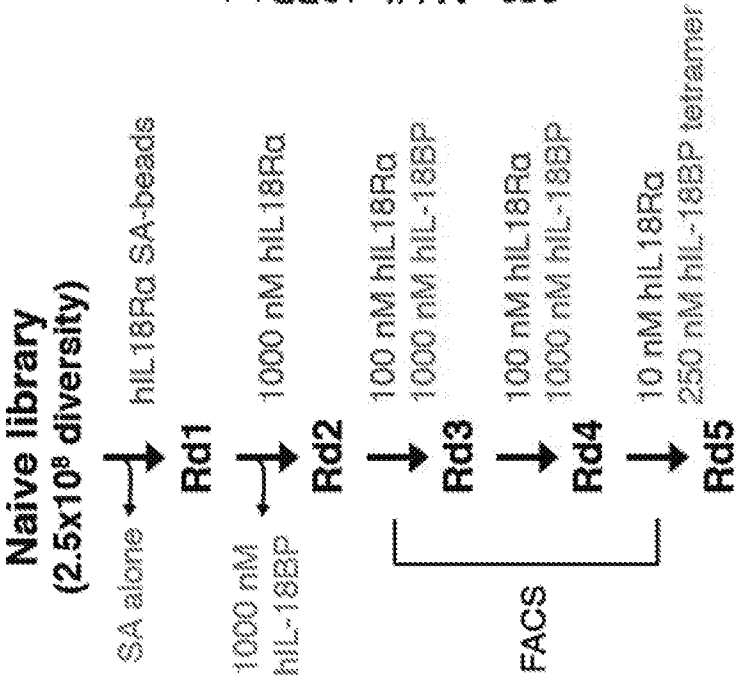 Naive library
(2.5x10⁸ diversity)
SA alone
hIL18Rα SA-beads
Rd1
1000 nM
hIL-18BP
1000 nM hIL18Rα
Rd2
100 nM hIL18Rα
1000 nM hIL-18BP
Rd3
FACS
100 nM hIL18Rα
1000 nM hIL-18BP
Rd4
10 nM hIL18Rα
250 nM hIL-18BP tetramer
Rd5